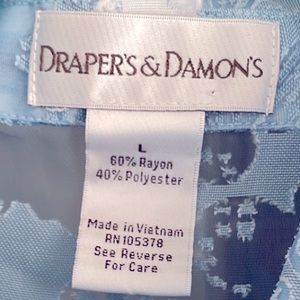 DRAPER'S & DAMON'S
L
60% Rayon
40% Polyester
Made in Vietnam
RN105378
See Reverse
For Care